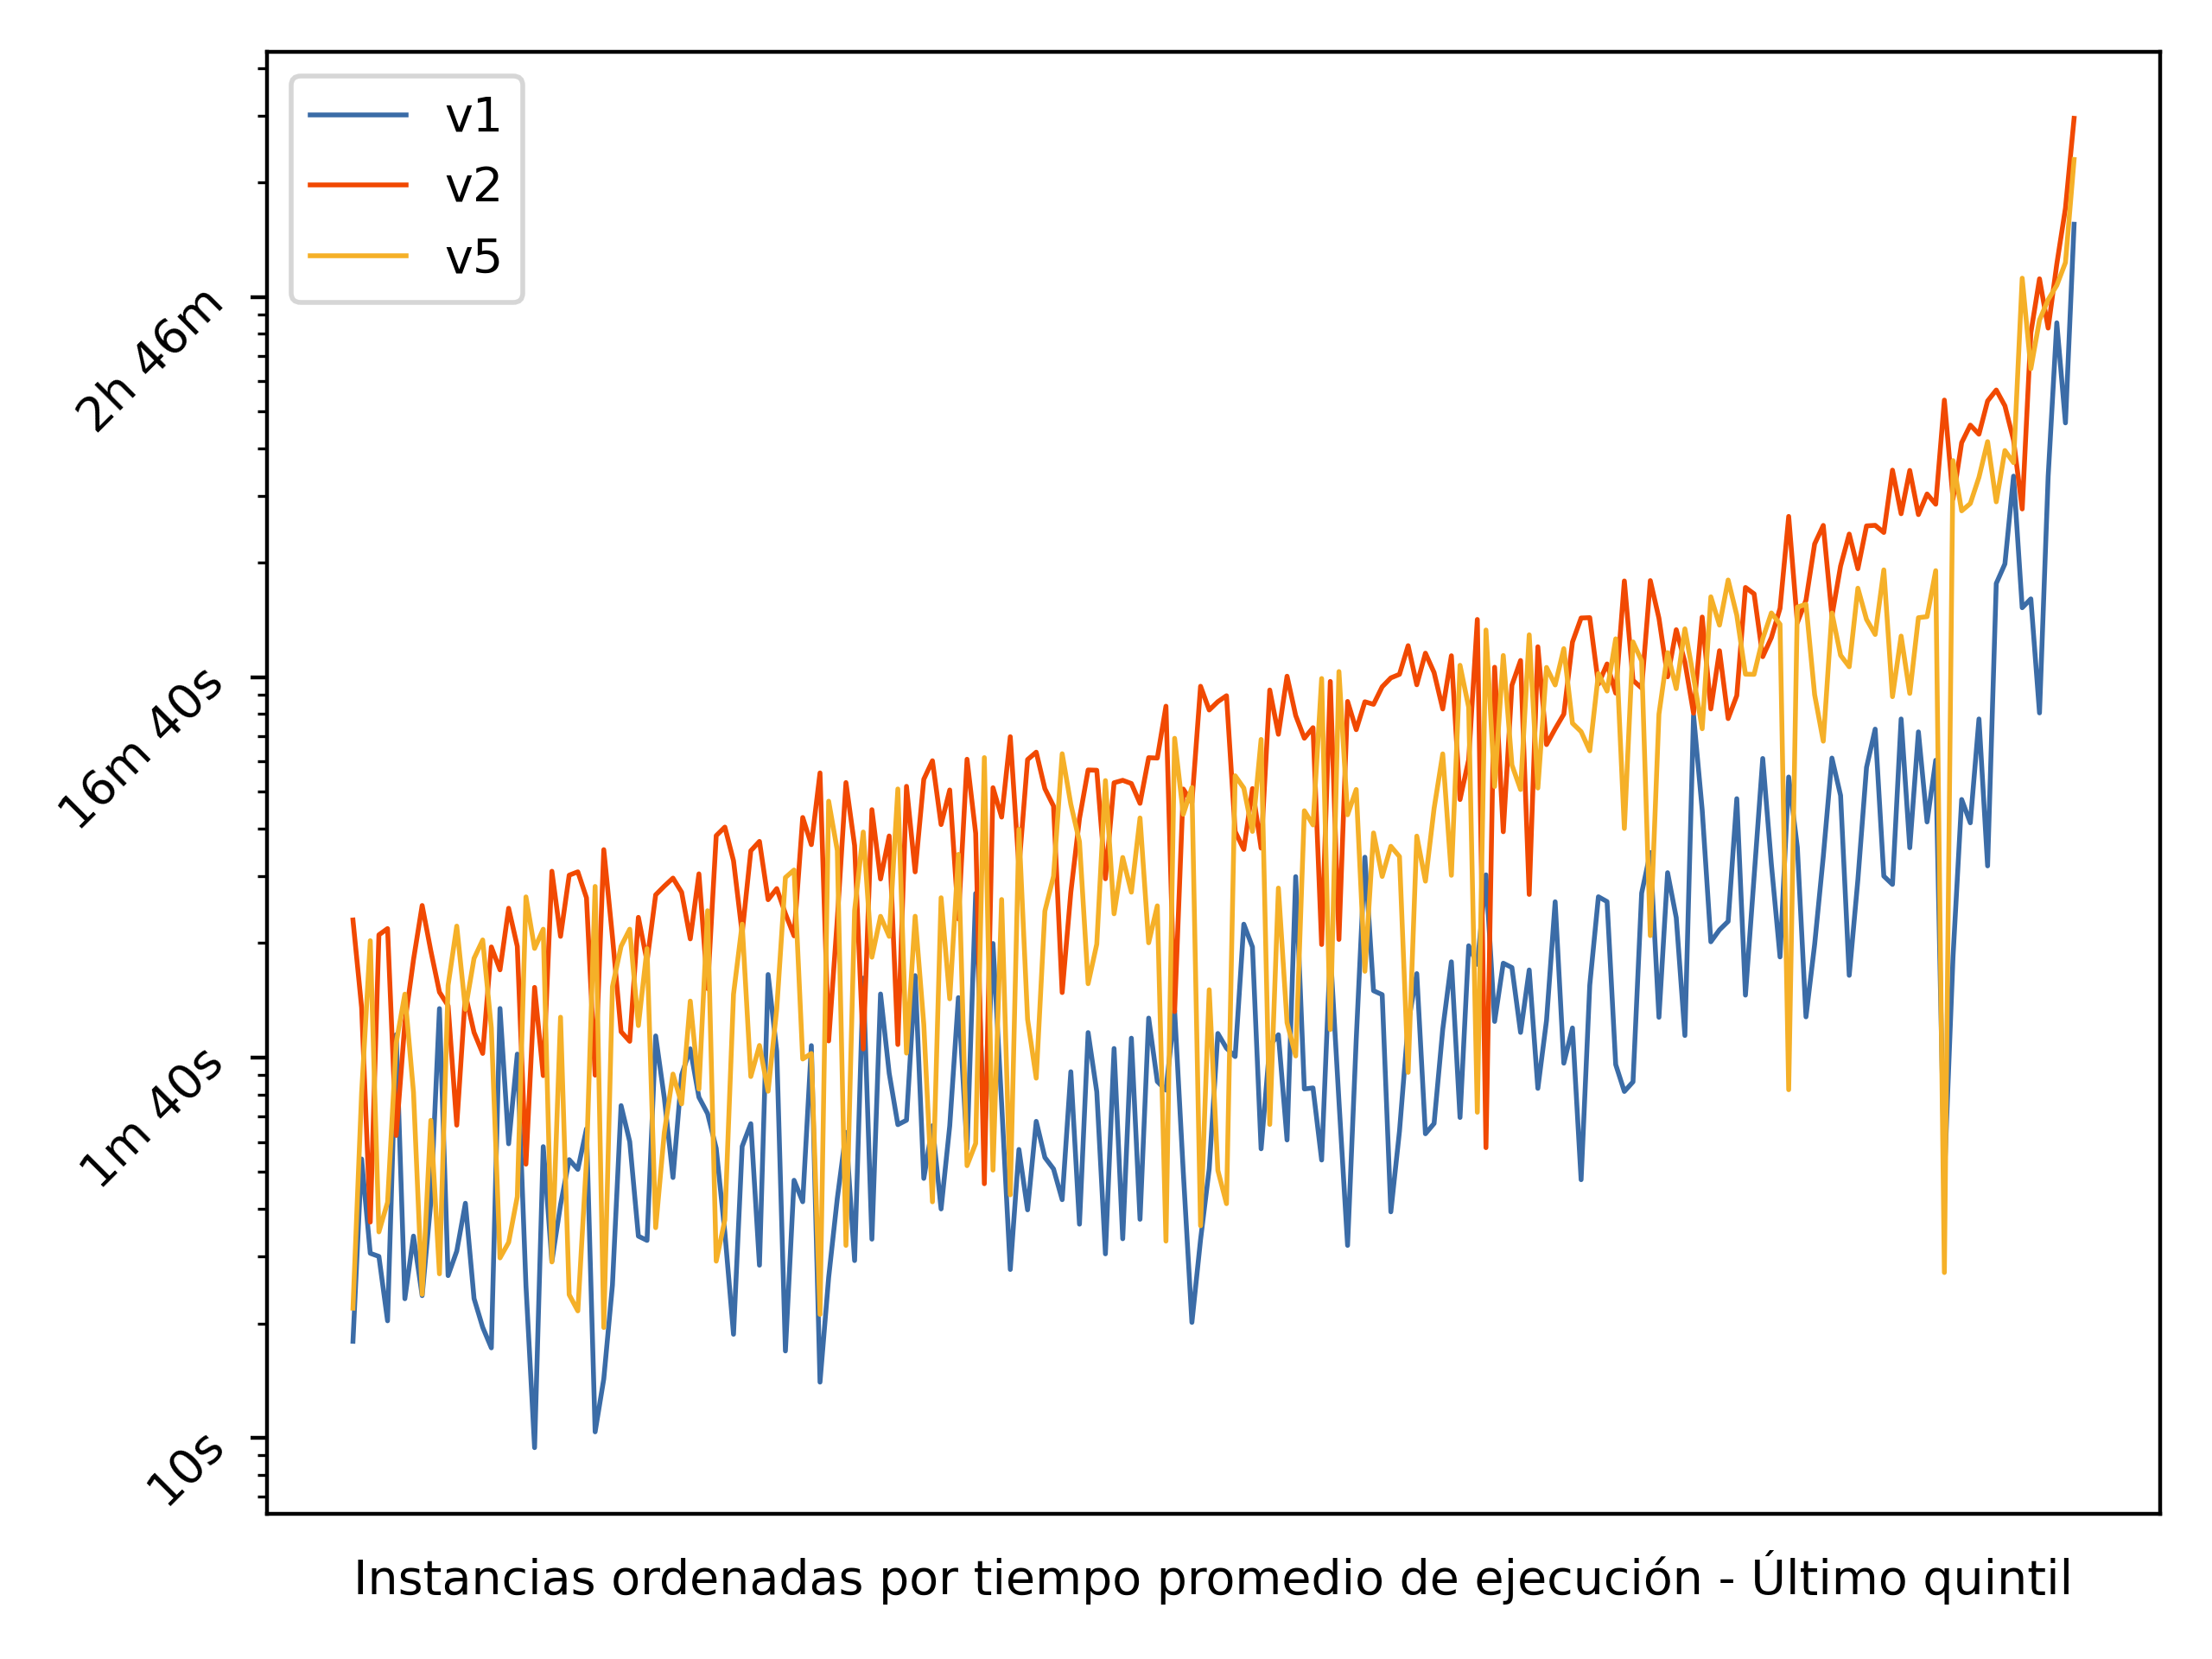 v1
v2
v5
2h 46m
16m 40s
1m 40s
10s
Instancias ordenadas por tiempo promedio de ejecución - Último quintil